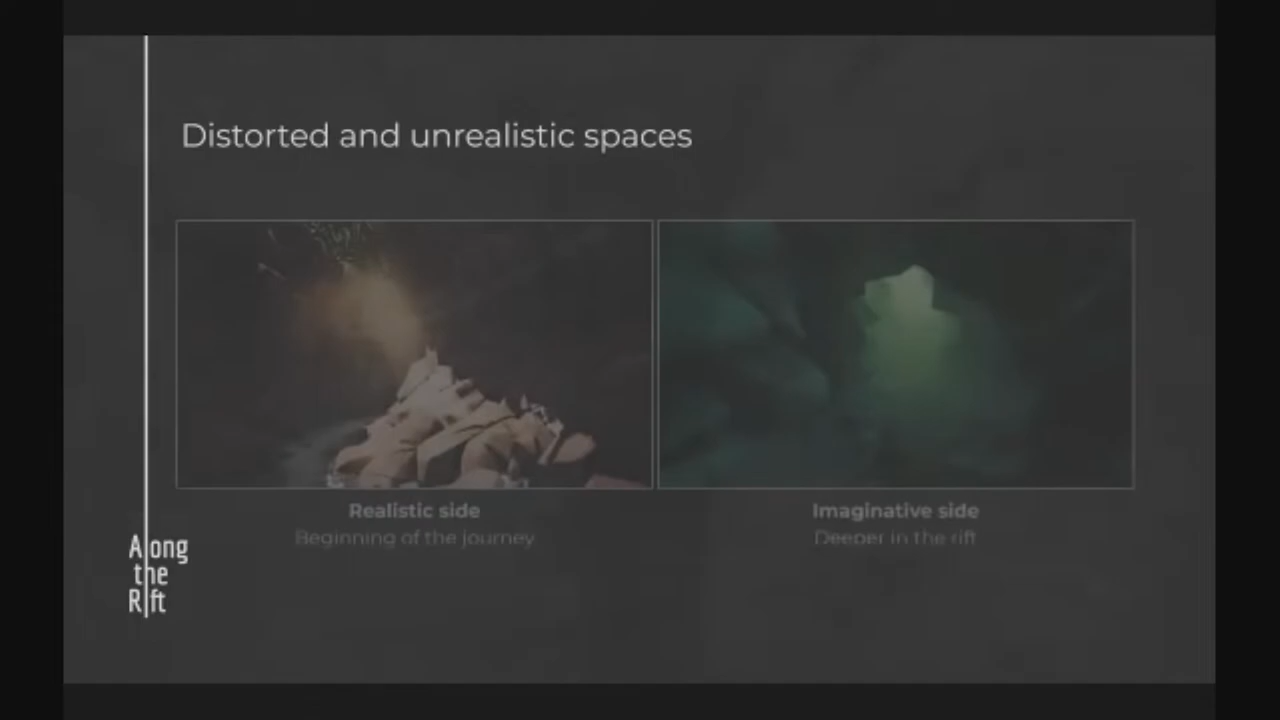 Distorted and unrealistic spaces
Realistic side
Beginning of the journey
Imaginative side
Deeper in the rift
Along
the
Rift